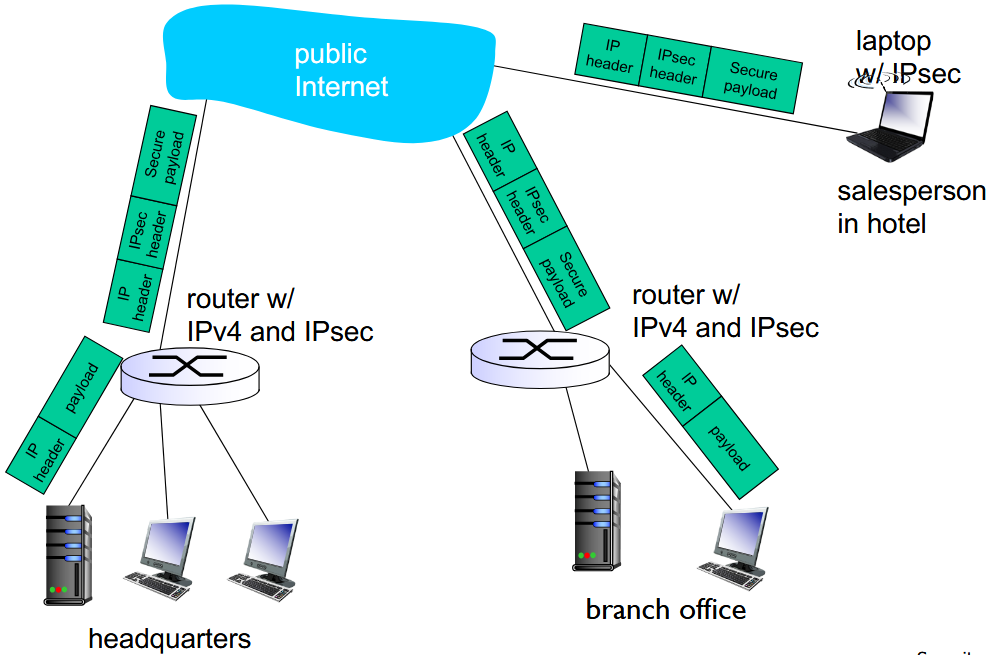 public
Internet
IP
header
IPsec
header
Secure
payload
laptop
w/ IPsec
salesperson
in hotel
Secure
payload
IPsec
header
IP
header
IP
header
IPsec
header
Secure
payload
router w/
IPv4 and IPsec
router w/
IPv4 and IPsec
payload
IP
header
IP
header
payload
headquarters
branch office